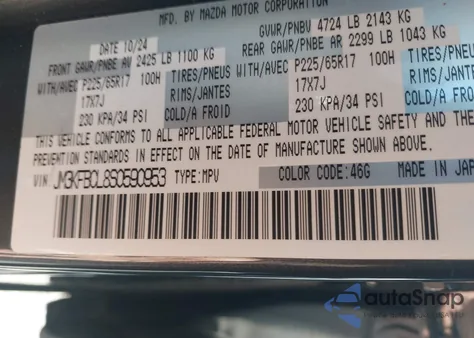 MFD. BY MAZDA MOTOR CORPORATION
DATE 10/24
GVWR/PNBV 4724 LB 2143 KG
FRONT GAWR/PNBE AV 2425 LB 1100 KG
REAR GAWR/PNBE AR 2299 LB 1043 KG
WITH/AVEC P225/65R17 100H TIRES/PNEUS
WITH/AVEC P225/65R17 100H TIRES/PNEUS
17X7J RIMS/JANTES
17X7J RIMS/JANTES
230 KPA/34 PSI COLD/A FROID
230 KPA/34 PSI COLD/A FROID
THIS VEHICLE CONFORMS TO ALL APPLICABLE FEDERAL MOTOR VEHICLE SAFETY AND THE
PREVENTION STANDARDS IN EFFECT ON THE DATE OF MANUFACTURE SHOWN ABOVE.
VIN JM3KFBCL8S0590953 TYPE: MPV COLOR CODE: 46G MADE IN JAP
autoSnap